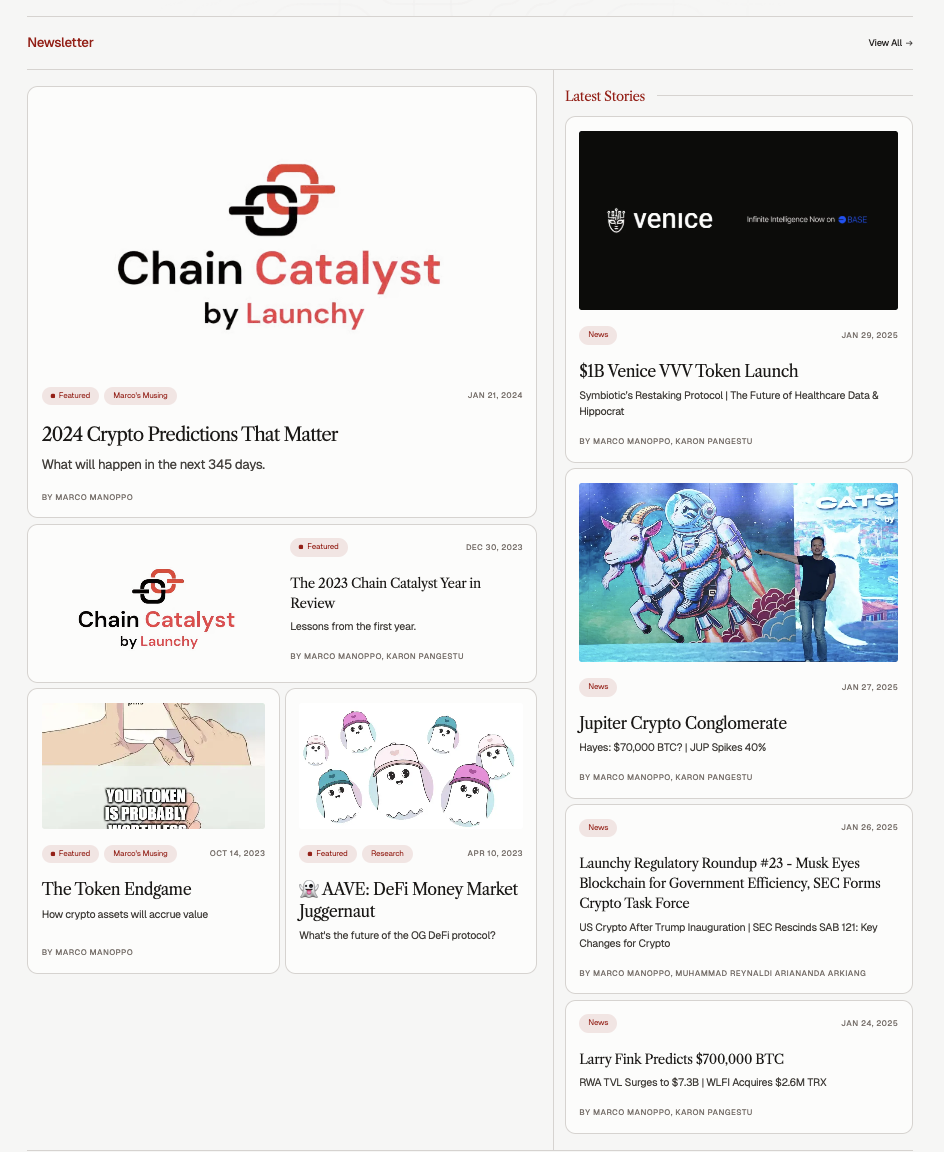 Newsletter
View All →
Chain Catalyst
by Launchy
Featured
Marco's Musing
JAN 21, 2024
2024 Crypto Predictions That Matter
What will happen in the next 345 days.
BY MARCO MANOPPO
Chain Catalyst
by Launchy
Featured
DEC 30, 2023
The 2023 Chain Catalyst Year in
Review
Lessons from the first year.
BY MARCO MANOPPO, KARON PANGESTU
YOUR TOKEN
IS PROBABLY
Featured
Marco's Musing
OCT 14, 2023
The Token Endgame
How crypto assets will accrue value
BY MARCO MANOPPO
Featured
Research
APR 10, 2023
👻 AAVE: DeFi Money Market
Juggernaut
What's the future of the OG DeFi protocol?
Latest Stories
venice
Infinite Intelligence Now on BASE
News
JAN 29, 2025
$1B Venice VVV Token Launch
Symbiotic's Restaking Protocol | The Future of Healthcare Data &
Hippocrat
BY MARCO MANOPPO, KARON PANGESTU
CATS
by
News
JAN 27, 2025
Jupiter Crypto Conglomerate
Hayes: $70,000 BTC? | JUP Spikes 40%
BY MARCO MANOPPO, KARON PANGESTU
News
JAN 26, 2025
Launchy Regulatory Roundup #23 - Musk Eyes
Blockchain for Government Efficiency, SEC Forms
Crypto Task Force
US Crypto After Trump Inauguration | SEC Rescinds SAB 121: Key
Changes for Crypto
BY MARCO MANOPPO, MUHAMMAD REYNALDI ARIANANDA ARKIANG
News
JAN 24, 2025
Larry Fink Predicts $700,000 BTC
RWA TVL Surges to $7.3B | WLFI Acquires $2.6M TRX
BY MARCO MANOPPO, KARON PANGESTU